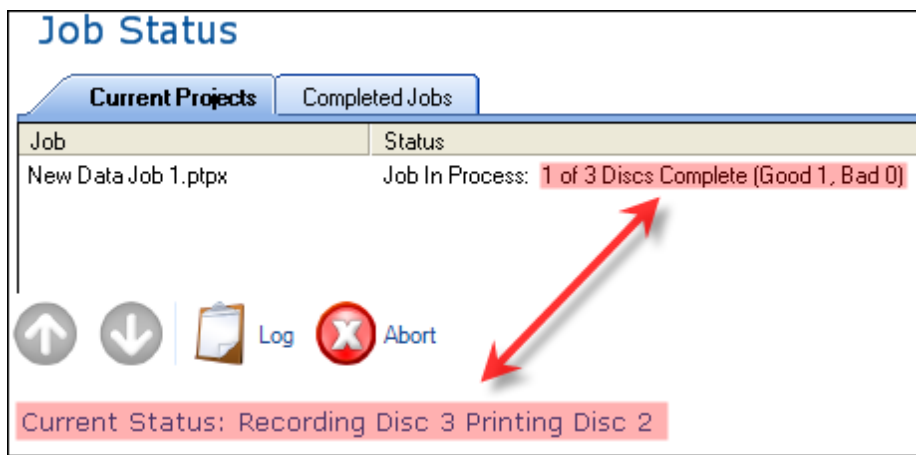 Job Status
Current Projects Completed Jobs
Job Status
New Data Job 1.ptpx Job In Process: 1 of 3 Discs Complete (Good 1, Bad 0)
Log Abort
Current Status: Recording Disc 3 Printing Disc 2